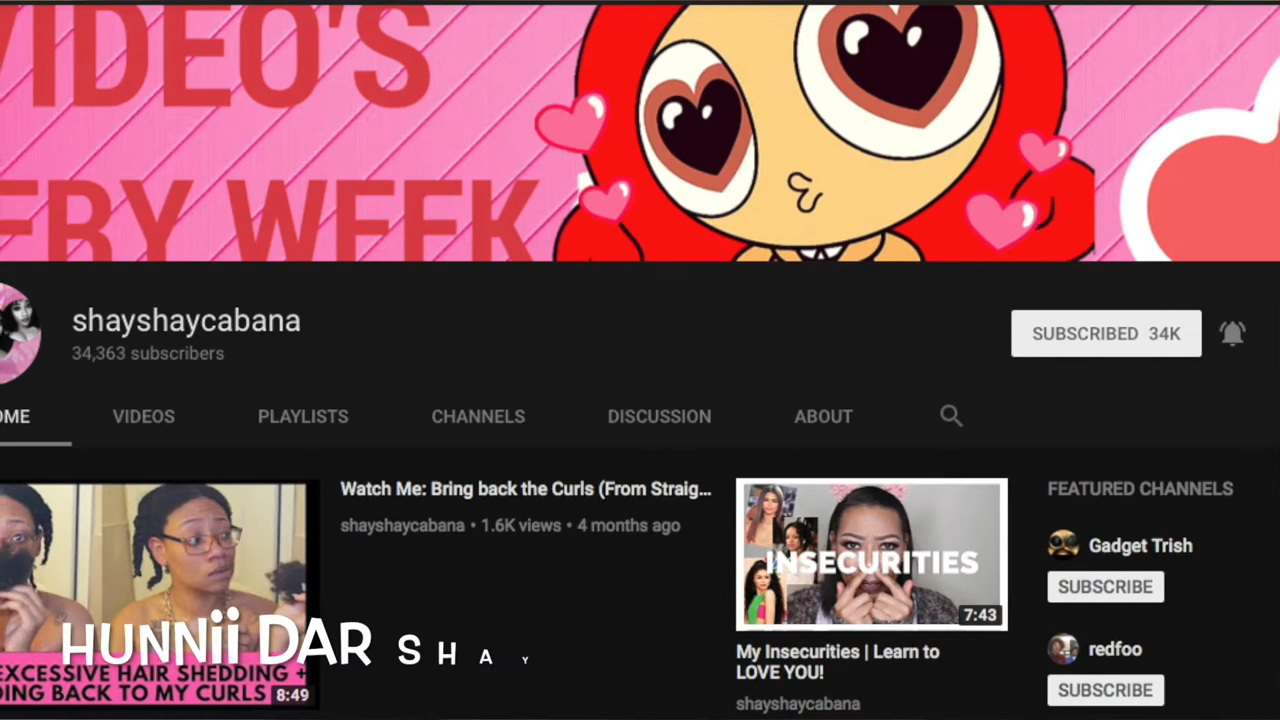 VIDEO'S
ERY WEEK
shayshaycabana
34,363 subscribers
SUBSCRIBED 34K
OME
VIDEOS
PLAYLISTS
CHANNELS
DISCUSSION
ABOUT
Watch Me: Bring back the Curls (From Straig...
shayshaycabana • 1.6K views • 4 months ago
EXCESSIVE HAIR SHEDDING +
ING BACK TO MY CURLS
8:49
INSECURITIES
7:43
My Insecurities | Learn to
LOVE YOU!
shayshaycabana
FEATURED CHANNELS
Gadget Trish
SUBSCRIBE
redfoo
SUBSCRIBE
HUNNii DAR SHAY